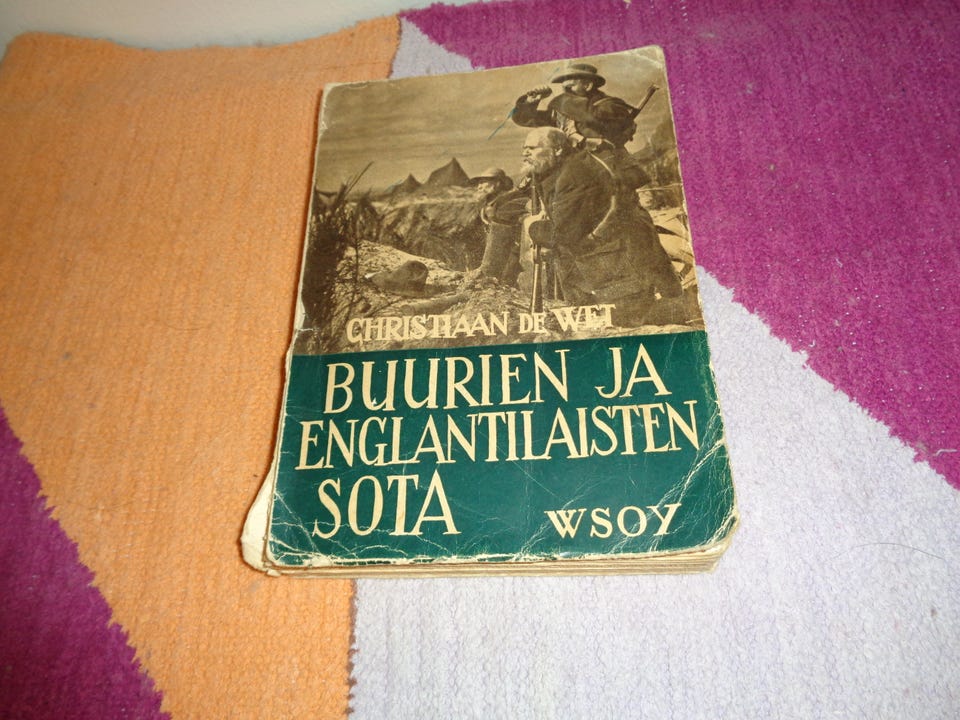 CHRISTIAAN DE WET
BUURIEN JA
ENGLANTILAISTEN
SOTA
WSOY